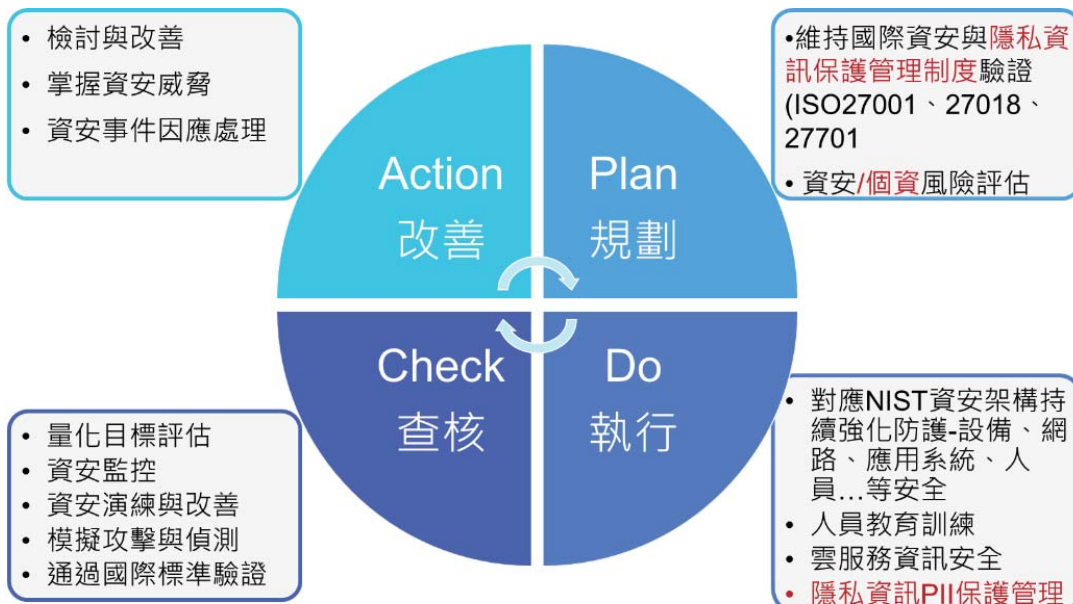 • 檢討與改善
• 掌握資安威脅
• 資安事件因應處理
Action
改善
Plan
規劃
•維持國際資安與隱私資
訊保護管理制度驗證
(ISO27001、27018、
27701
• 資安/個資風險評估
Check
查核
Do
執行
• 量化目標評估
• 資安監控
• 資安演練與改善
• 模擬攻擊與偵測
• 通過國際標準驗證
• 對應NIST資安架構持
續強化防護-設備、網
路、應用系統、人
員...等安全
• 人員教育訓練
• 雲服務資訊安全
• 隱私資訊PII保護管理